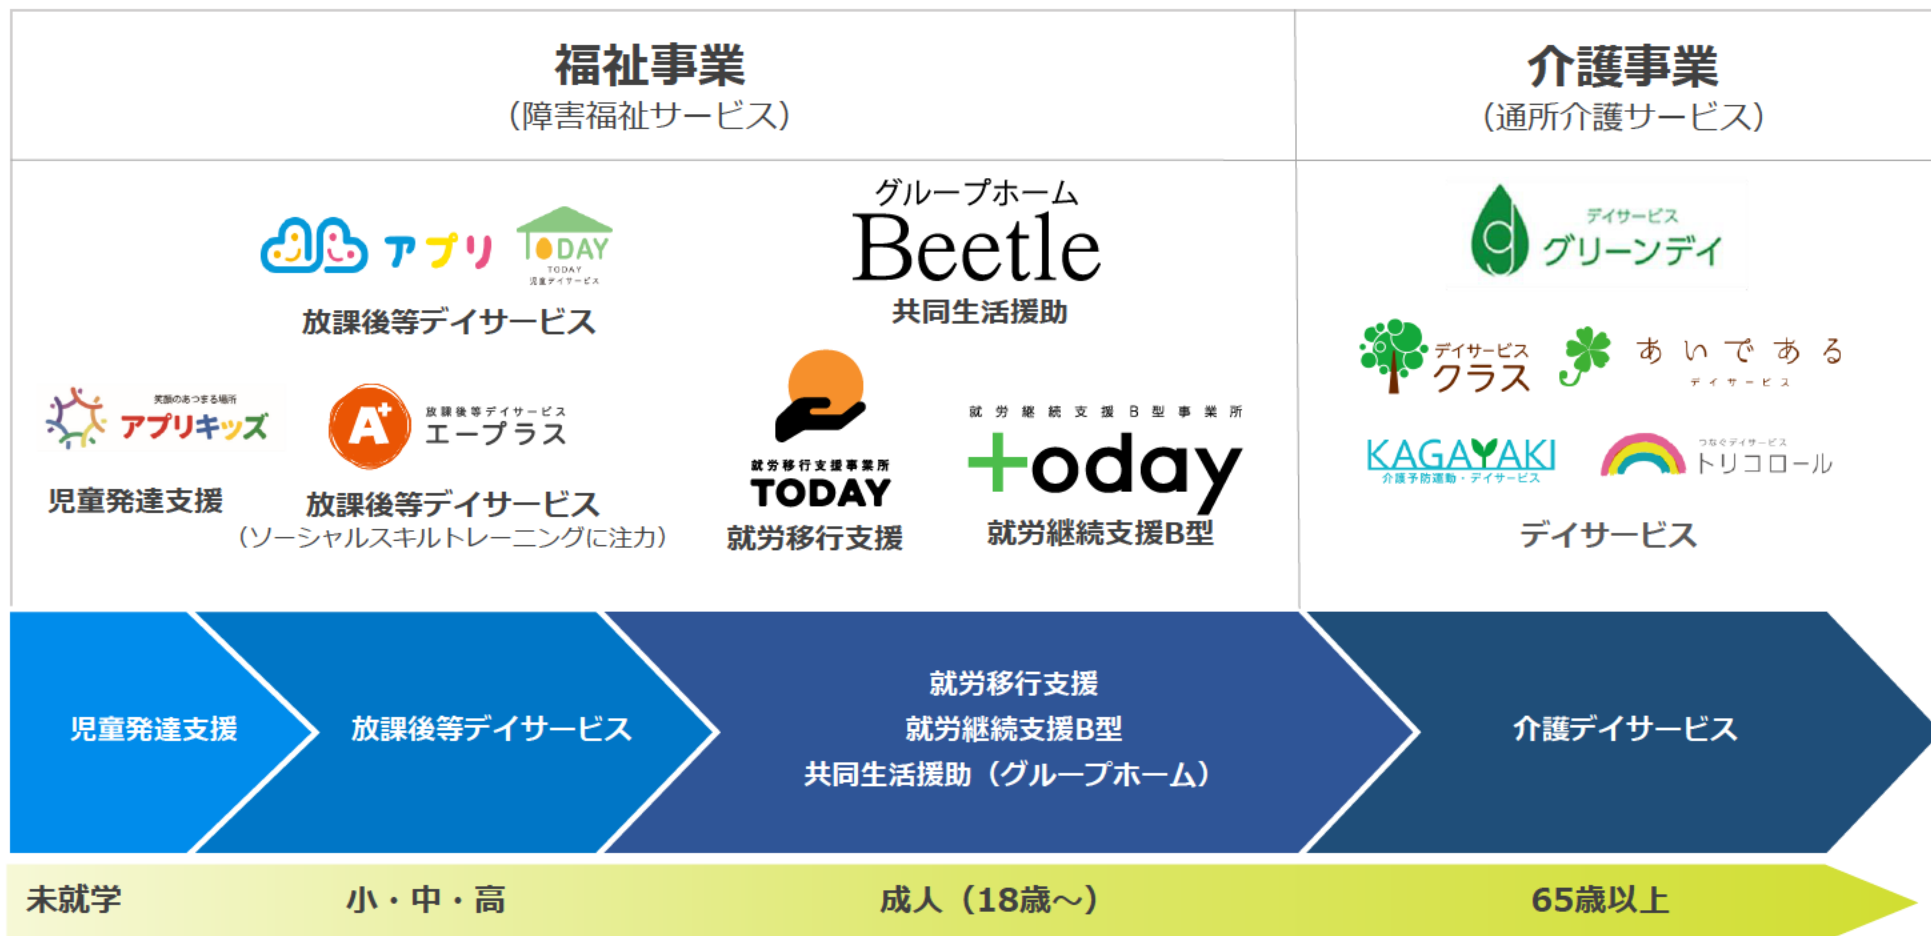 福祉事業
（障害福祉サービス）
介護事業
（通所介護サービス）
アプリ
TODAY
TODAY
児童デイサービス
放課後等デイサービス
笑顔のあつまる場所
アプリキッズ
児童発達支援
A+
放課後等デイサービス
エープラス
放課後等デイサービス
（ソーシャルスキルトレーニングに注力）
グループホーム
Beetle
共同生活援助
就労移行支援事業所
TODAY
就労移行支援
就労継続支援B型事業所
today
就労継続支援B型
g
デイサービス
グリーンデイ
デイサービス
クラス
あいである
デイサービス
KAGAYAKI
介護予防運動・デイサービス
つなぐデイサービス
トリコロール
デイサービス
児童発達支援
放課後等デイサービス
就労移行支援
就労継続支援B型
共同生活援助（グループホーム）
介護デイサービス
未就学
小・中・高
成人（18歳～）
65歳以上